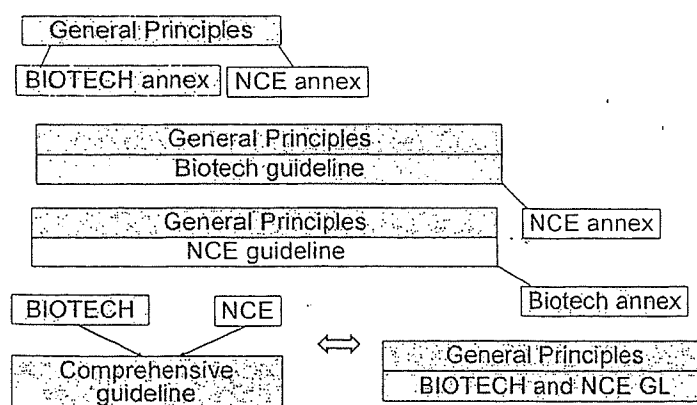 General Principles
BIOTECH annex
NCE annex
General Principles
Biotech guideline
NCE annex
General Principles
NCE guideline
Biotech annex
BIOTECH
NCE
Comprehensive
guideline
General Principles
BIOTECH and NCE GL